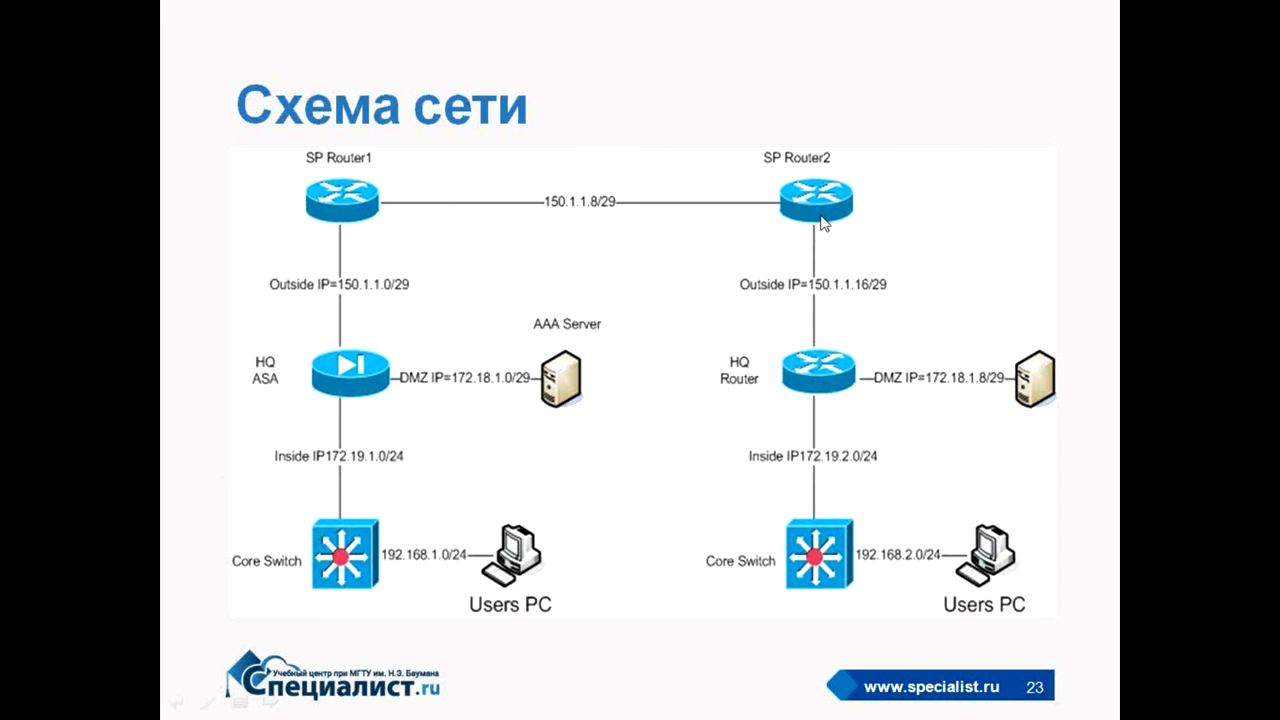 Схема сети
SP Router1
SP Router2
150.1.1.8/29
Outside IP=150.1.1.0/29
Outside IP=150.1.1.16/29
AAA Server
HQ
ASA
DMZ IP=172.18.1.0/29
HQ
Router
DMZ IP=172.18.1.8/29
Inside IP172.19.1.0/24
Inside IP172.19.2.0/24
Core Switch
192.168.1.0/24
Users PC
Core Switch
192.168.2.0/24
Users PC
Учебный центр при МГТУ им. Н.Э. Баумана
Специалист.ru
www.specialist.ru
23